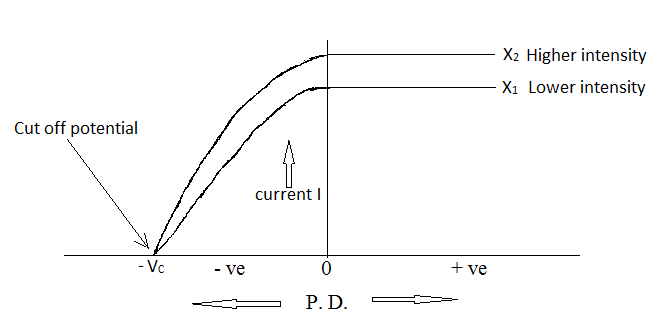 X₂ Higher intensity
X₁ Lower intensity
Cut off potential
current I
- Vc - ve 0 + ve
P. D.